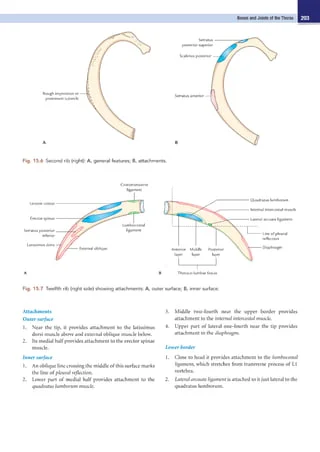 Bones and Joints of the Thorax 203
Serratus
posterior superior
Scalenus posterior
Rough impression or
prominent tubercle
Serratus anterior
A
B
Fig. 15.6 Second rib (right): A, general features; B, attachments.
Costotransverse
ligament
Levator costae
Erector spinae
Serratus posterior
inferior
Latissimus dorsi
External oblique
Lumbocostal
ligament
Quadratus lumborum
Internal intercostal muscle
Lateral arcuate ligament
Line of pleural
reflection
Diaphragm
Anterior layer
Middle layer
Posterior layer
Thoraco-lumbar fascia
A
B
Fig. 15.7 Twelfth rib (right side) showing attachments: A, outer surface; B, inner surface.
Attachments
Outer surface
1. Near the tip, it provides attachment to the latissimus
dorsi muscle above and external oblique muscle below.
2. Its medial half provides attachment to the erector spinae
muscle.
Inner surface
1. An oblique line crossing the middle of this surface marks
the line of pleural reflection.
2. Lower part of medial half provides attachment to the
quadratus lumborum muscle.
3. Middle two-fourth near the upper border provides
attachment to the internal intercostal muscle.
4. Upper part of lateral one-fourth near the tip provides
attachment to the diaphragm.
Lower border
1. Close to head it provides attachment to the lumbocostal
ligament, which stretches from transverse process of L1
vertebra.
2. Lateral arcuate ligament is attached to it just lateral to the
quadratus lumborum.